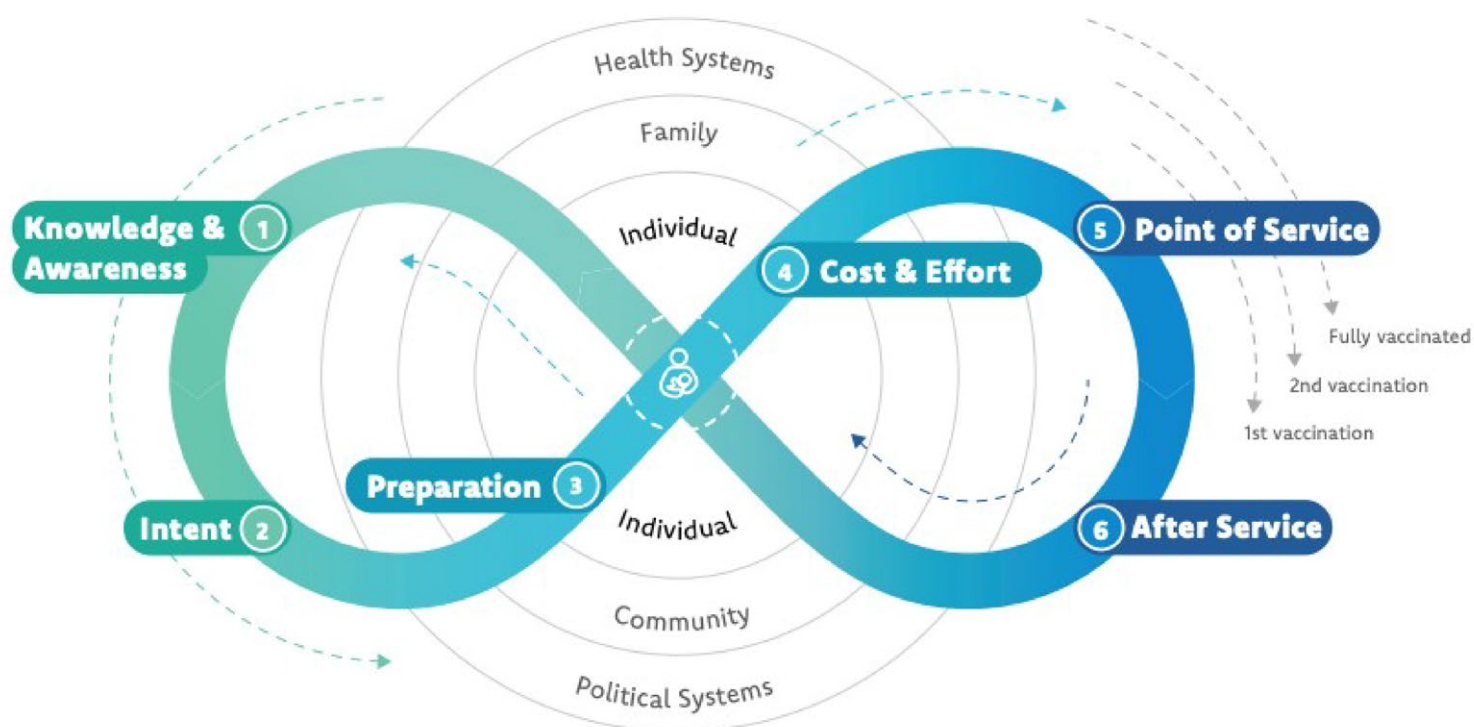 Health Systems
Family
Individual
Knowledge & 1
Awareness
5 Point of Service
4 Cost & Effort
Fully vaccinated
2nd vaccination
1st vaccination
Preparation 3
Intent 2
Individual
6 After Service
Community
Political Systems